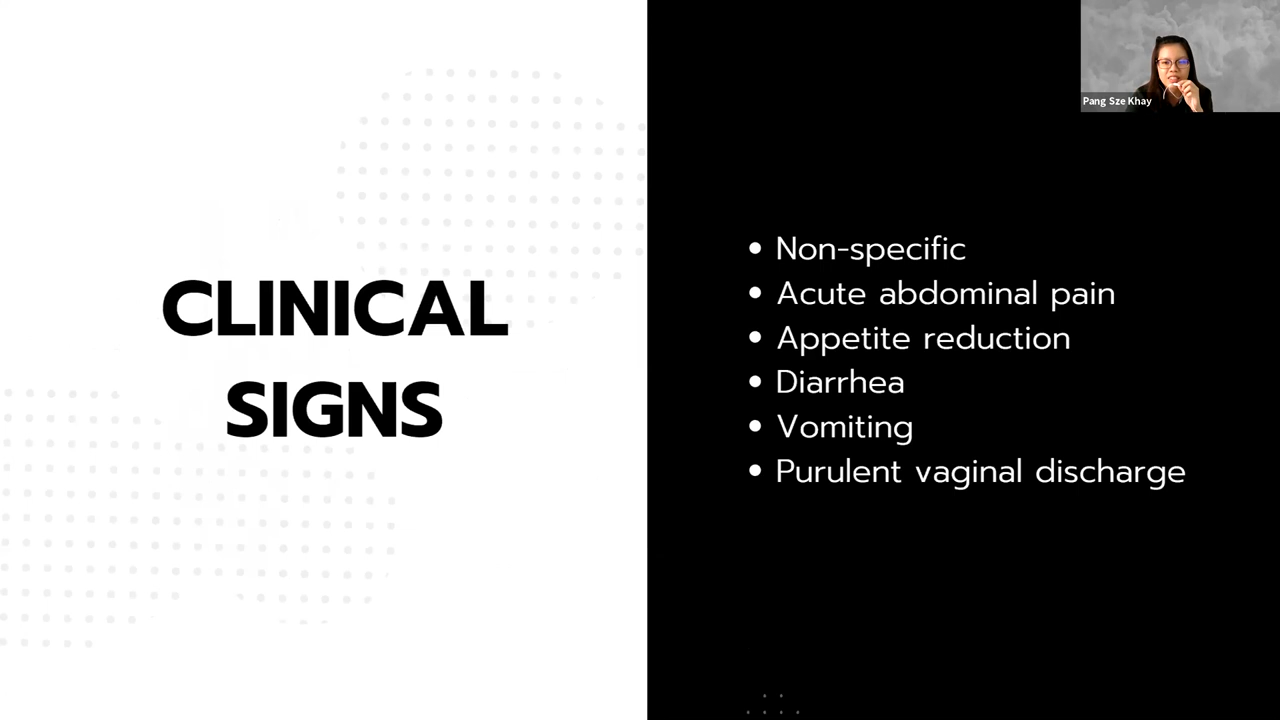 CLINICAL
SIGNS
Non-specific
Acute abdominal pain
Appetite reduction
Diarrhea
Vomiting
Purulent vaginal discharge
Pang Sze Khay